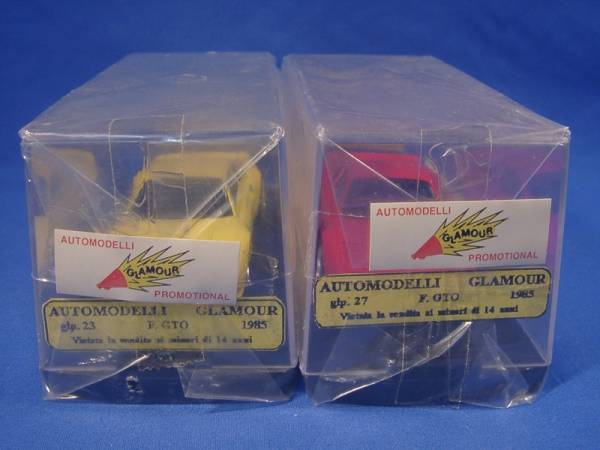 AUTOMODELLI
GLAMOUR
PROMOTIONAL
AUTOMODELLI GLAMOUR
glp. 23 F. GTO 1985
Vietata la vendita ai minori di 14 anni
AUTOMODELLI
GLAMOUR
PROMOTIONAL
AUTOMODELLI GLAMOUR
glp. 27 F. GTO 1985
Vietata la vendita ai minori di 14 anni